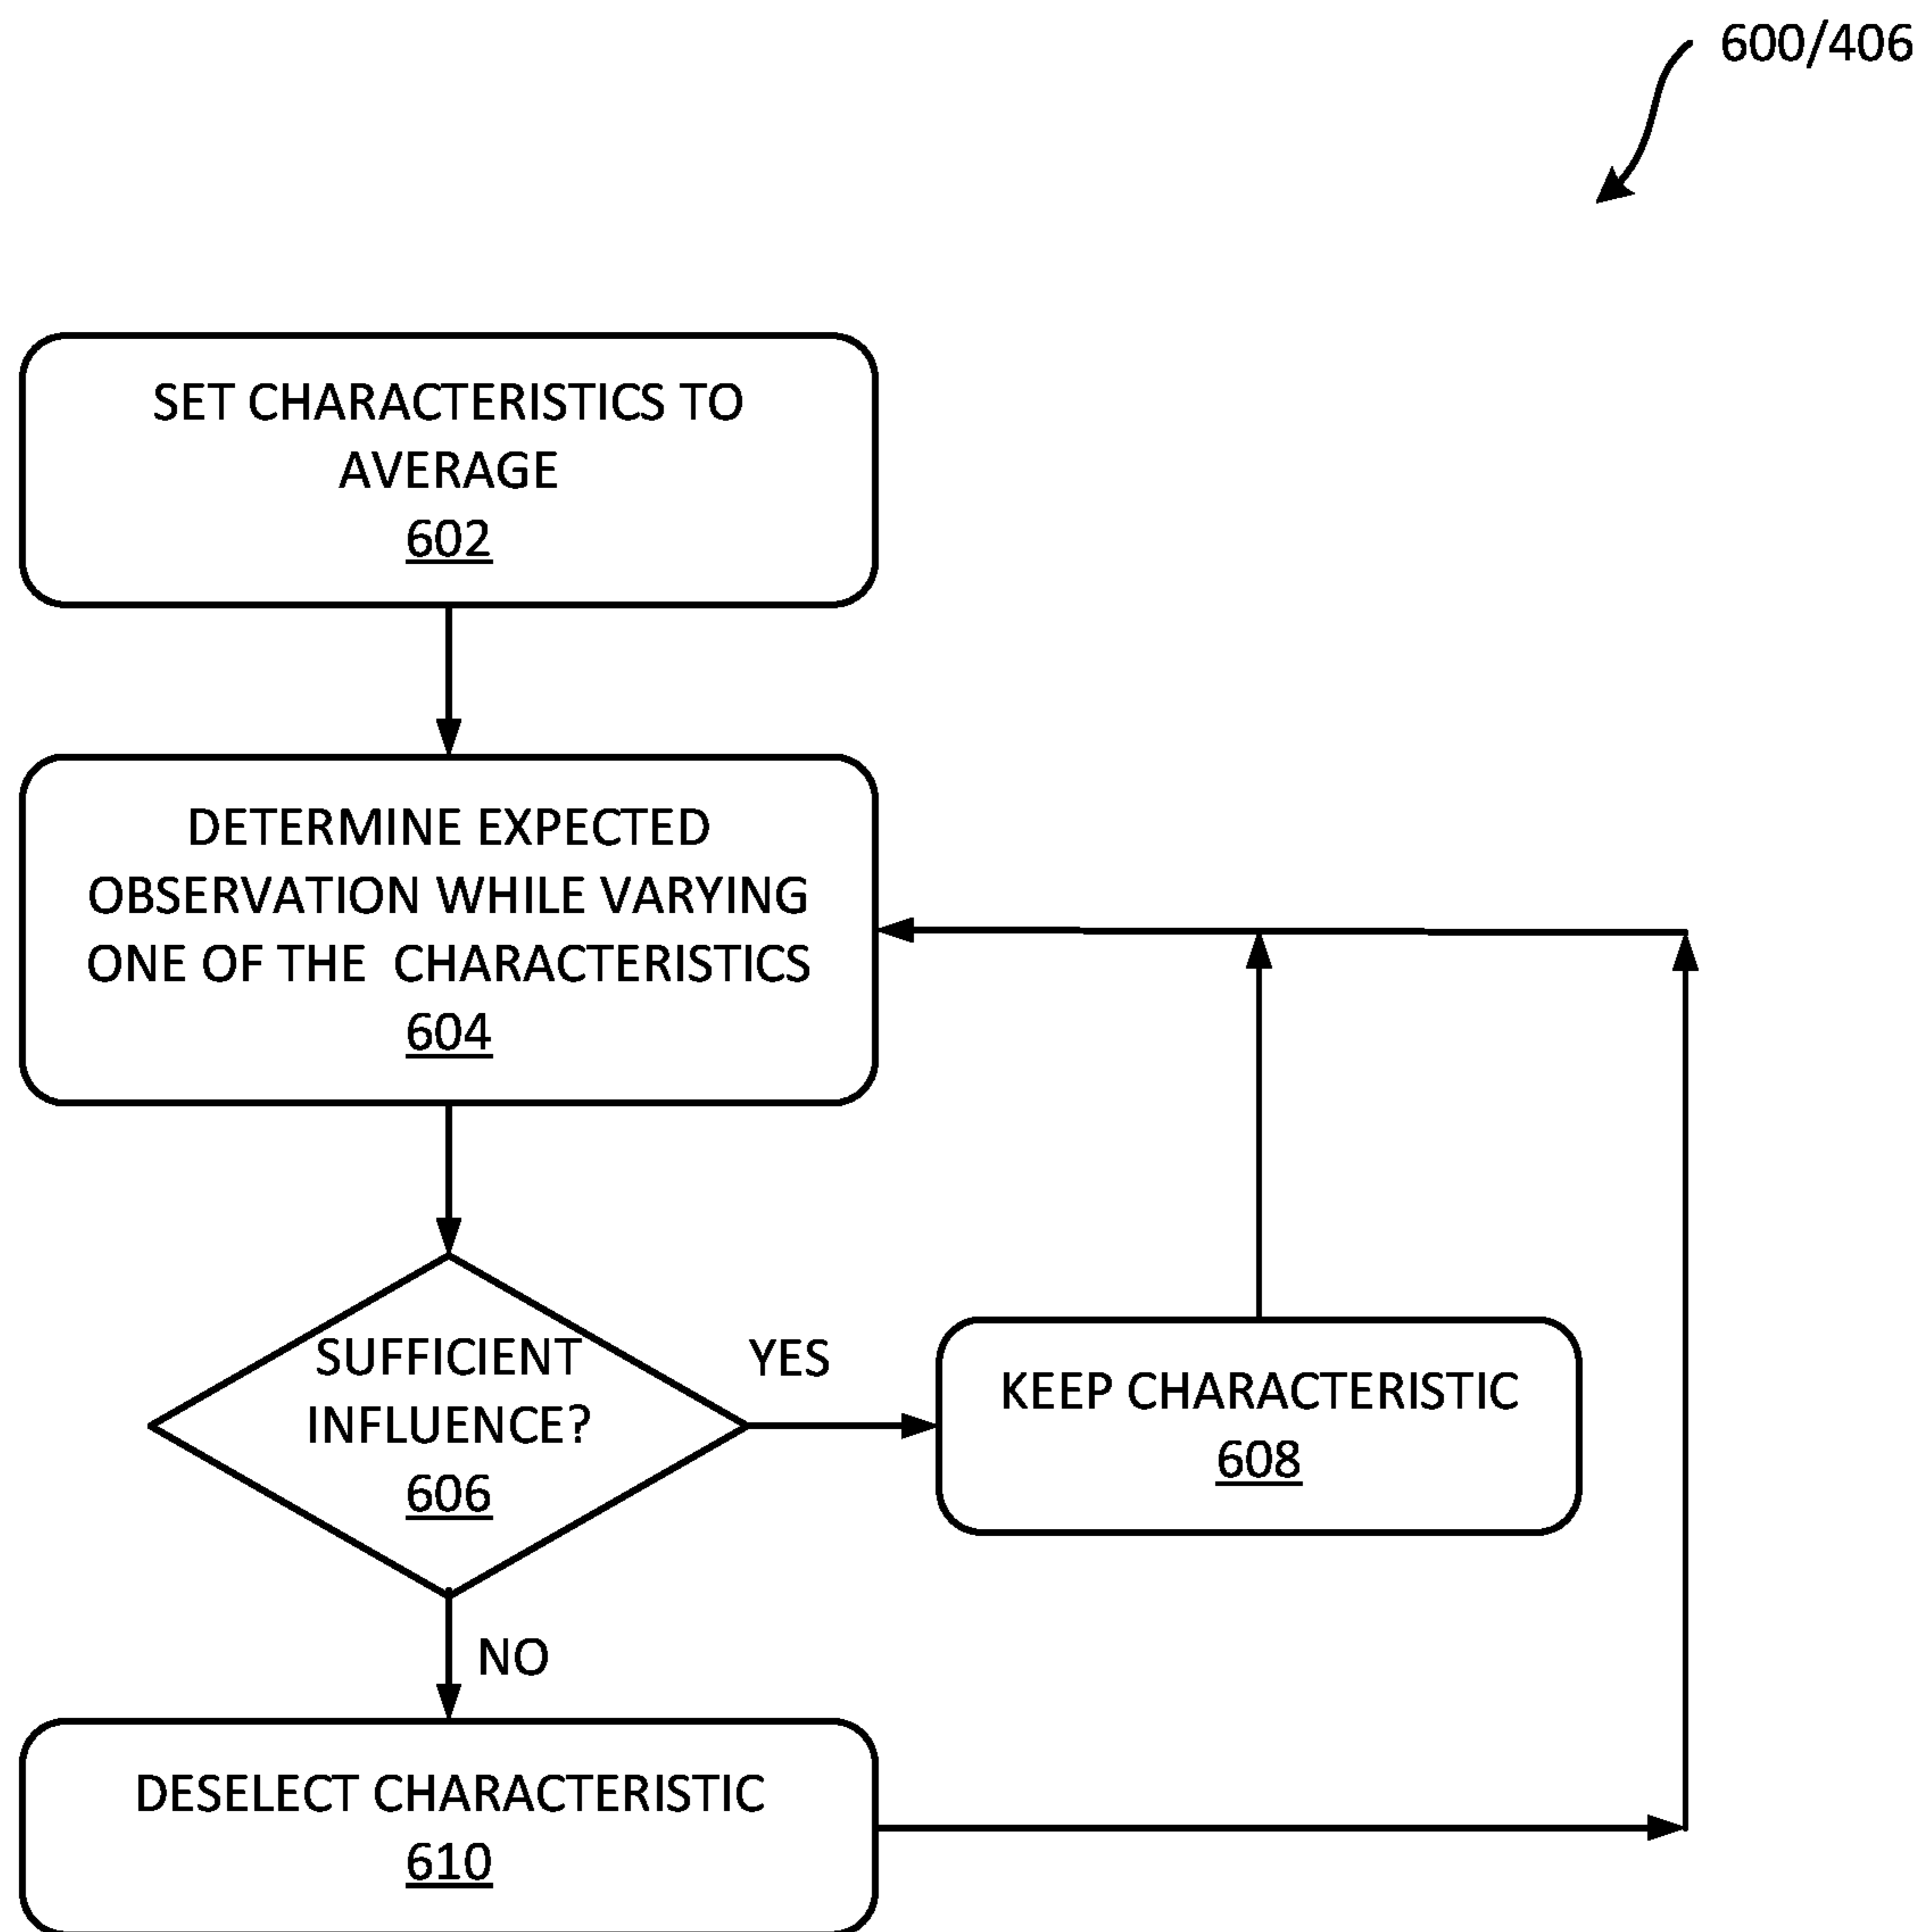 600/406
SET CHARACTERISTICS TO
AVERAGE
602
DETERMINE EXPECTED
OBSERVATION WHILE VARYING
ONE OF THE CHARACTERISTICS
604
SUFFICIENT
INFLUENCE?
606
YES
KEEP CHARACTERISTIC
608
NO
DESELECT CHARACTERISTIC
610